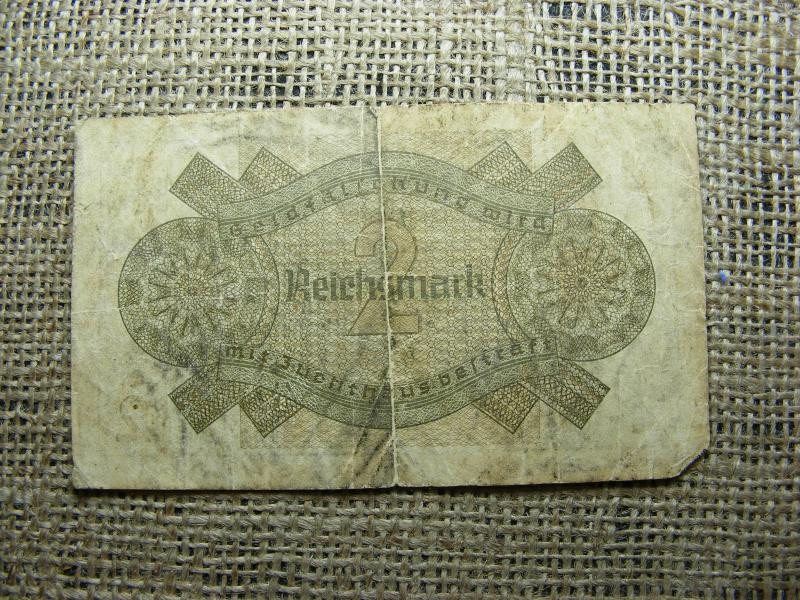 Geldfälschung wird
2
Reichsmark
mit Zuchthaus bestraft